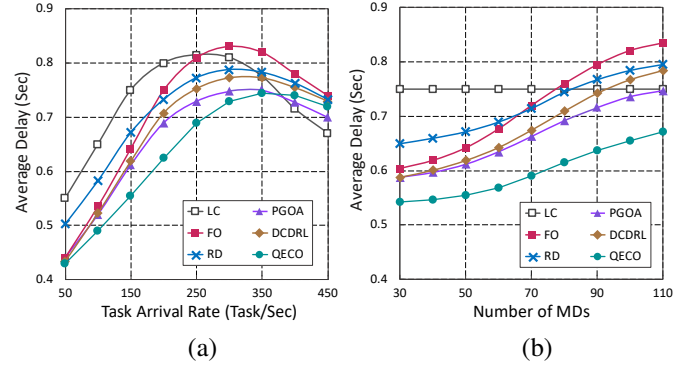 0.9
0.8
0.7
0.6
0.5
0.4
Average Delay (Sec)
50 150 250 350 450
Task Arrival Rate (Task/Sec)
LC PGOA
FO DCDRL
RD QECO
(a)
0.9
0.8
0.7
0.6
0.5
0.4
Average Delay (Sec)
30 50 70 90 110
Number of MDs
LC PGOA
FO DCDRL
RD QECO
(b)